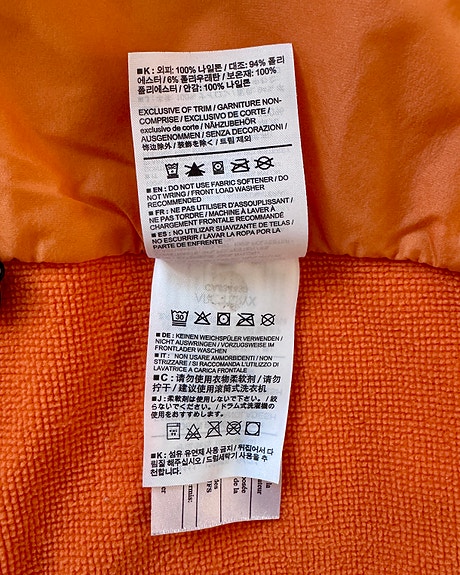 ■K : 외피: 100% 나일론 / 대조: 94% 폴리
에스터 / 6% 폴리우레탄 / 보온재: 100%
폴리에스터 / 안감: 100% 나일론
EXCLUSIVE OF TRIM / GARNITURE NON-
COMPRISE / EXCLUSIVO DE CORTE /
exclusivo de corte / NÄHZUBEHÖR
AUSGENOMMEN / SENZA DECORAZIONI /
饰边除外 / 装飾を除く / 트림 제외
■EN : DO NOT USE FABRIC SOFTENER / DO
NOT WRING / FRONT LOAD WASHER
RECOMMENDED
■FR : NE PAS UTILISER D'ASSOUPLISSANT /
NE PAS TORDRE / MACHINE À LAVER À
CHARGEMENT FRONTALE RECOMMANDÉ
■ES : NO UTILIZAR SUAVIZANTE DE TELAS /
NO ESCURRIR / LAVAR LA ROPA POR LA
PARTE DE ENFRENTE
30
■DE : KEINEN WEICHSPÜLER VERWENDEN /
NICHT AUSWRINGEN / VORZUGSWEISE IM
FRONTLADER WASCHEN
■IT : NON USARE AMMORBIDENTI / NON
STRIZZARE / SI RACCOMANDA L'UTILIZZO DI
LAVATRICE A CARICA FRONTALE
■C : 请勿使用衣物柔软剂 / 请勿
拧干 / 建议使用滚筒式洗衣机
■J : 柔軟剤は使用しないで下さい。 / 絞
らないでください。 / ドラム式洗濯機の
使用をおすすめします。
■K : 섬유 유연제 사용 금지 / 뒤집어서 다
림질 해주십시오 / 드럼세탁기 사용을 추
천합니다.